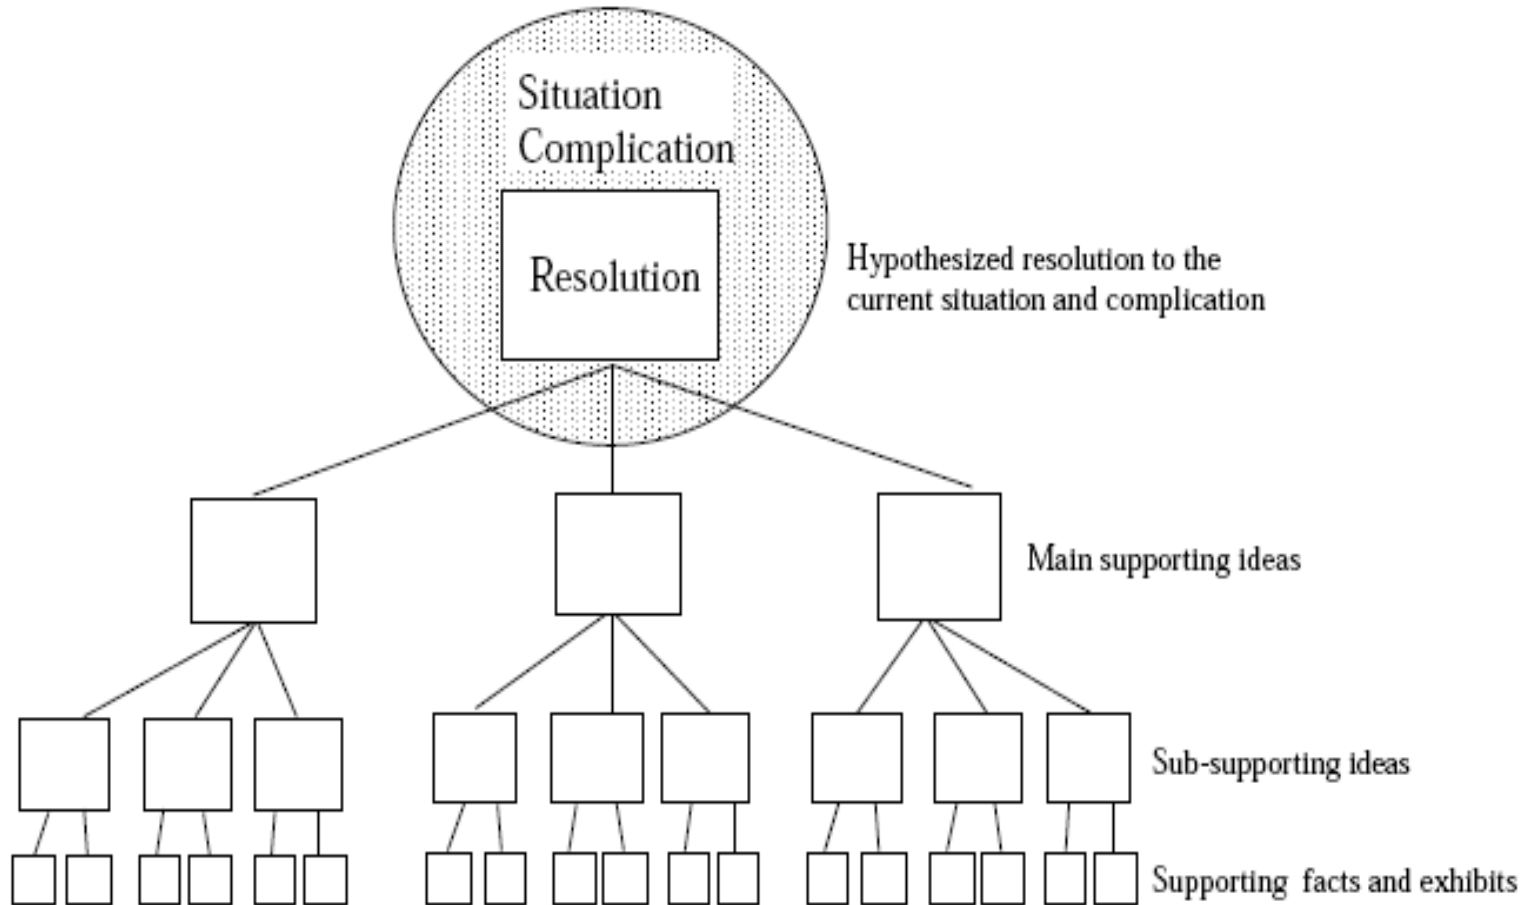 Situation
Complication
Resolution
Hypothesized resolution to the
current situation and complication
Main supporting ideas
Sub-supporting ideas
Supporting facts and exhibits